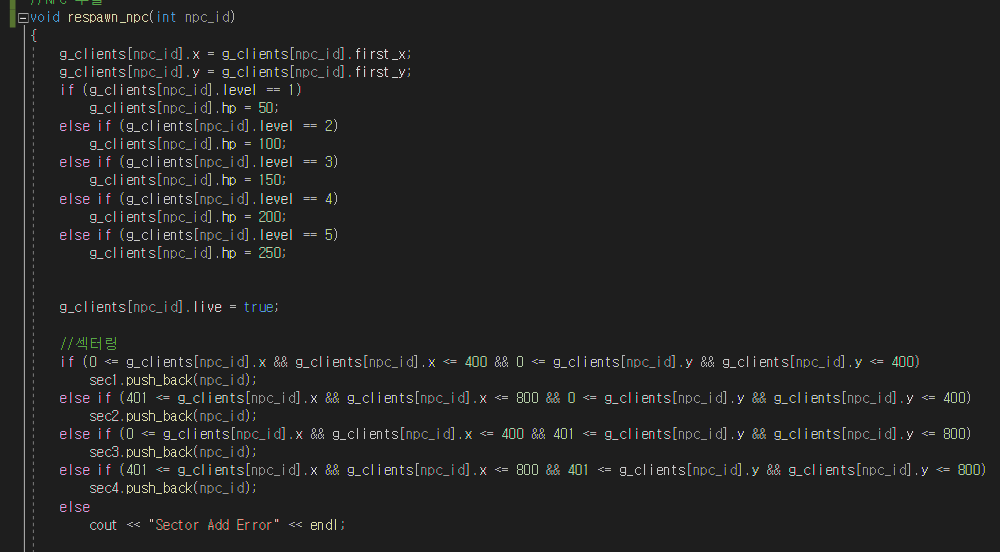 void respawn_npc(int npc_id)
{
g_clients[npc_id].x = g_clients[npc_id].first_x;
g_clients[npc_id].y = g_clients[npc_id].first_y;
if (g_clients[npc_id].level == 1)
g_clients[npc_id].hp = 50;
else if (g_clients[npc_id].level == 2)
g_clients[npc_id].hp = 100;
else if (g_clients[npc_id].level == 3)
g_clients[npc_id].hp = 150;
else if (g_clients[npc_id].level == 4)
g_clients[npc_id].hp = 200;
else if (g_clients[npc_id].level == 5)
g_clients[npc_id].hp = 250;
g_clients[npc_id].live = true;
//섹터링
if (0 <= g_clients[npc_id].x && g_clients[npc_id].x <= 400 && 0 <= g_clients[npc_id].y && g_clients[npc_id].y <= 400)
sec1.push_back(npc_id);
else if (401 <= g_clients[npc_id].x && g_clients[npc_id].x <= 800 && 0 <= g_clients[npc_id].y && g_clients[npc_id].y <= 400)
sec2.push_back(npc_id);
else if (0 <= g_clients[npc_id].x && g_clients[npc_id].x <= 400 && 401 <= g_clients[npc_id].y && g_clients[npc_id].y <= 800)
sec3.push_back(npc_id);
else if (401 <= g_clients[npc_id].x && g_clients[npc_id].x <= 800 && 401 <= g_clients[npc_id].y && g_clients[npc_id].y <= 800)
sec4.push_back(npc_id);
else
cout << "Sector Add Error" << endl;